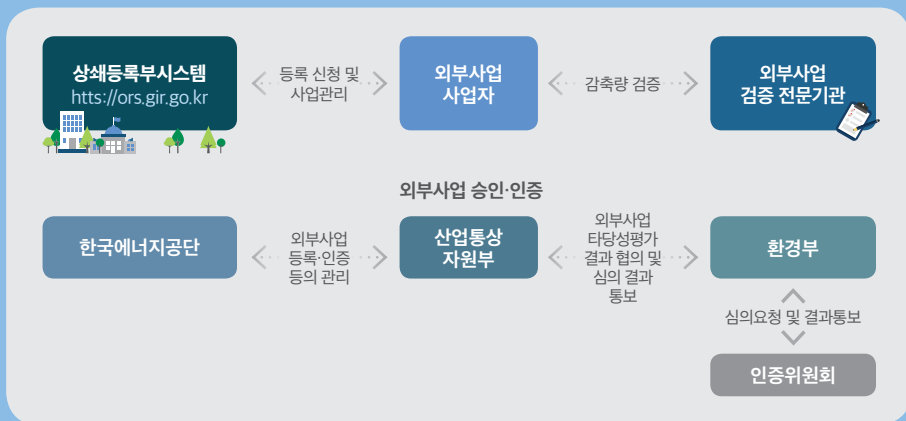 상쇄등록부시스템
htts://ors.gir.go.kr
등록 신청 및
사업관리
외부사업
사업자
감축량 검증
외부사업
검증 전문기관
외부사업 승인·인증
한국에너지공단
외부사업
등록·인증
등의 관리
산업통상
자원부
외부사업
타당성평가
결과 협의 및
심의 결과
통보
환경부
심의요청 및 결과통보
인증위원회